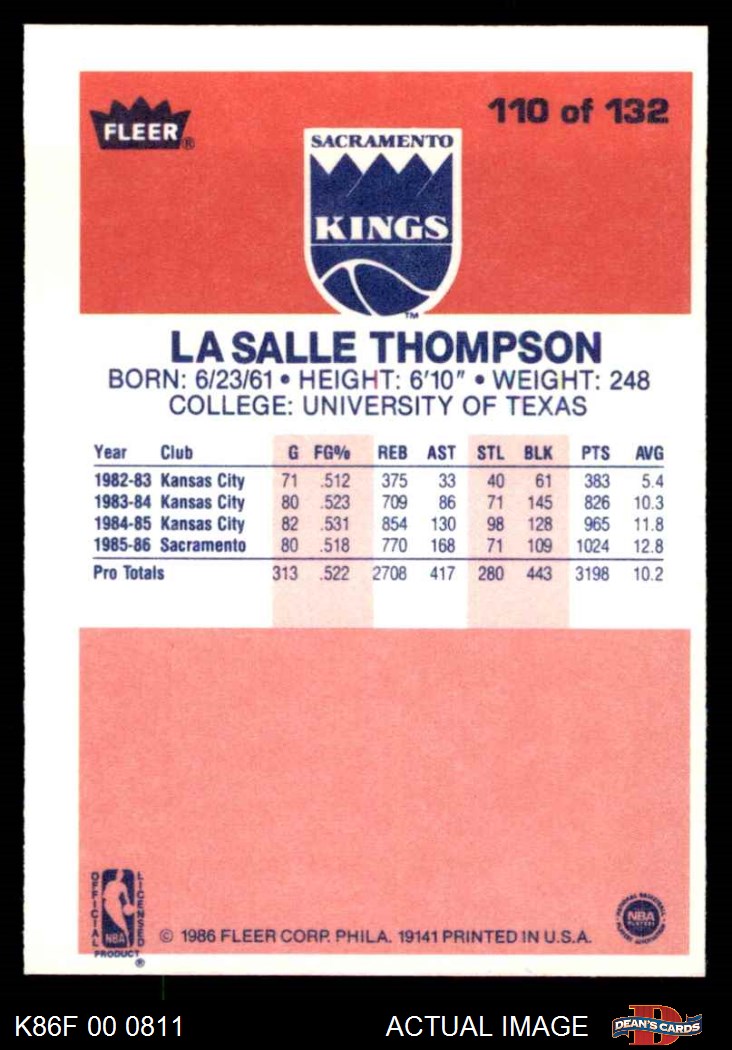 FLEER®
110 of 132
SACRAMENTO
KINGS
TM
LA SALLE THOMPSON
BORN: 6/23/61 • HEIGHT: 6'10" • WEIGHT: 248
COLLEGE: UNIVERSITY OF TEXAS
Year Club G FG% REB AST STL BLK PTS AVG
1982-83 Kansas City 71 .512 375 33 40 61 383 5.4
1983-84 Kansas City 80 .523 709 86 71 145 826 10.3
1984-85 Kansas City 82 .531 854 130 98 128 965 11.8
1985-86 Sacramento 80 .518 770 168 71 109 1024 12.8
Pro Totals 313 .522 2708 417 280 443 3198 10.2
OFFICIAL
LICENSED
NBA
PRODUCT
®
© 1986 FLEER CORP. PHILA. 19141 PRINTED IN U.S.A.
NBA
PLAYERS
K86F 00 0811
ACTUAL IMAGE
D
DEAN'S CARDS